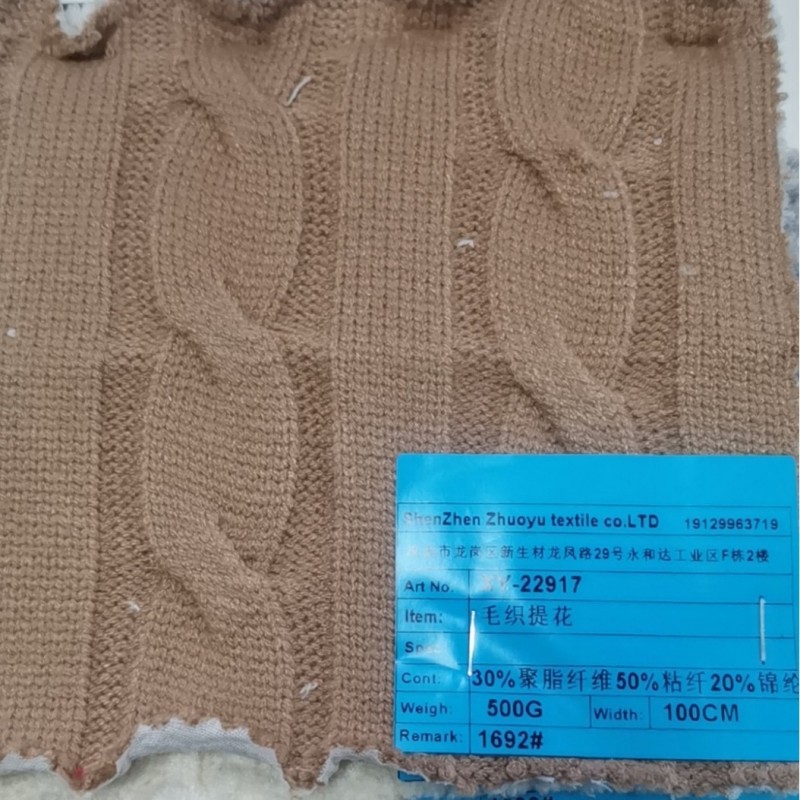 ShenZhen Zhuoyu textile co.LTD 19129963719
市龙岗区新生村龙凤路29号永和达工业区F栋2楼
Art No: -22917
Item: 毛织提花
Cont: 30%聚脂纤维50%粘纤20%锦纶
Weigh: 500G Width: 100CM
Remark: 1692#